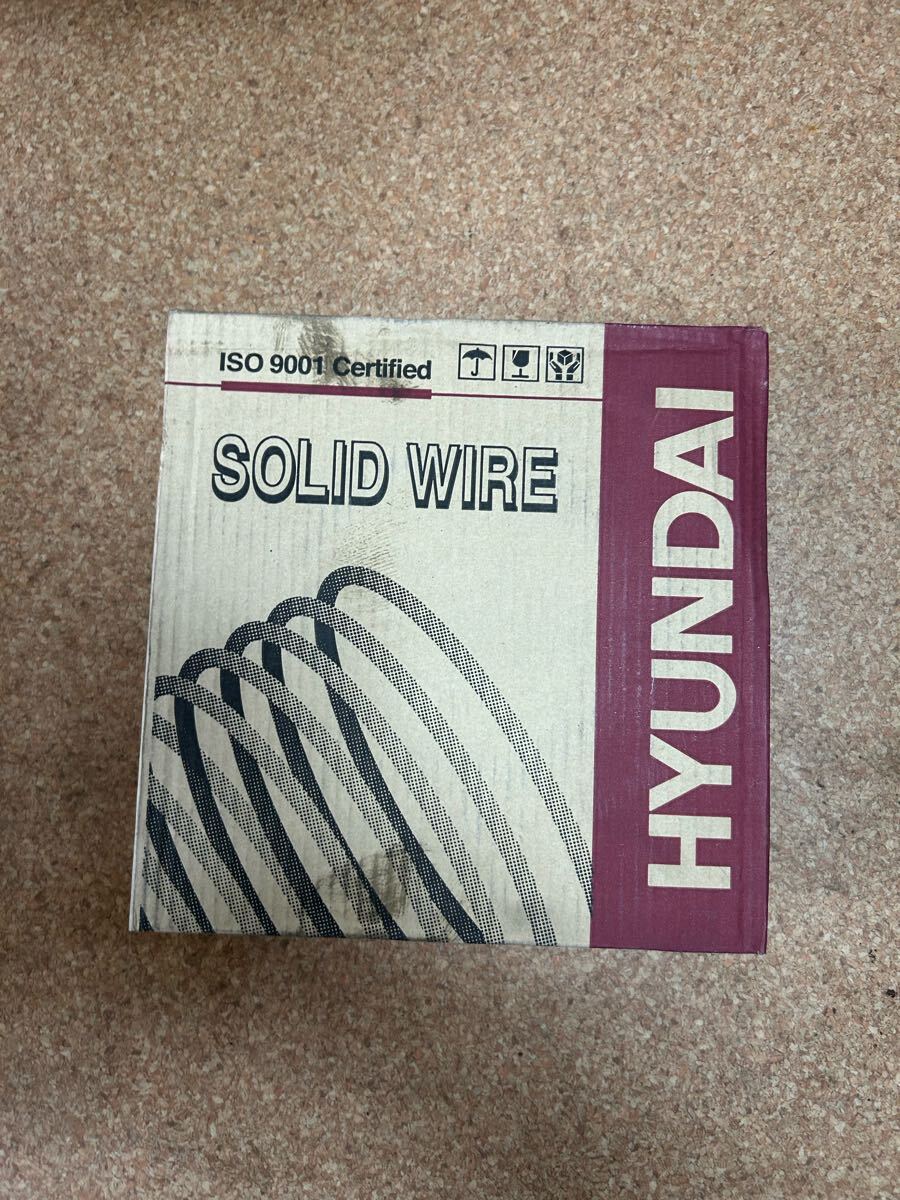 ISO 9001 Certified
SOLID WIRE
HYUNDAI